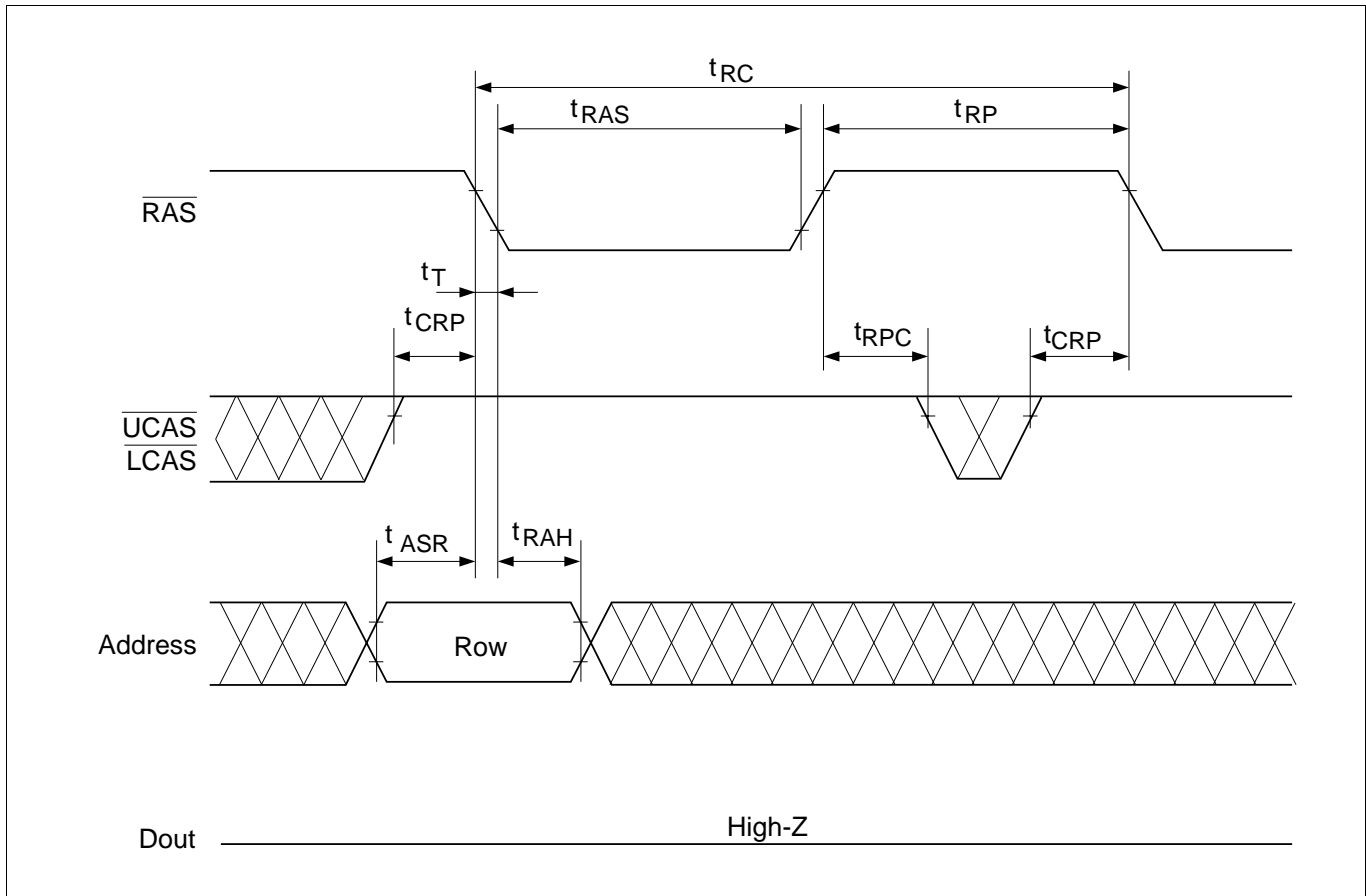 tRC
tRAS
tRP
RAS
tT
tCRP
tRPC
tCRP
UCAS
LCAS
tASR
tRAH
Address
Row
High-Z
Dout